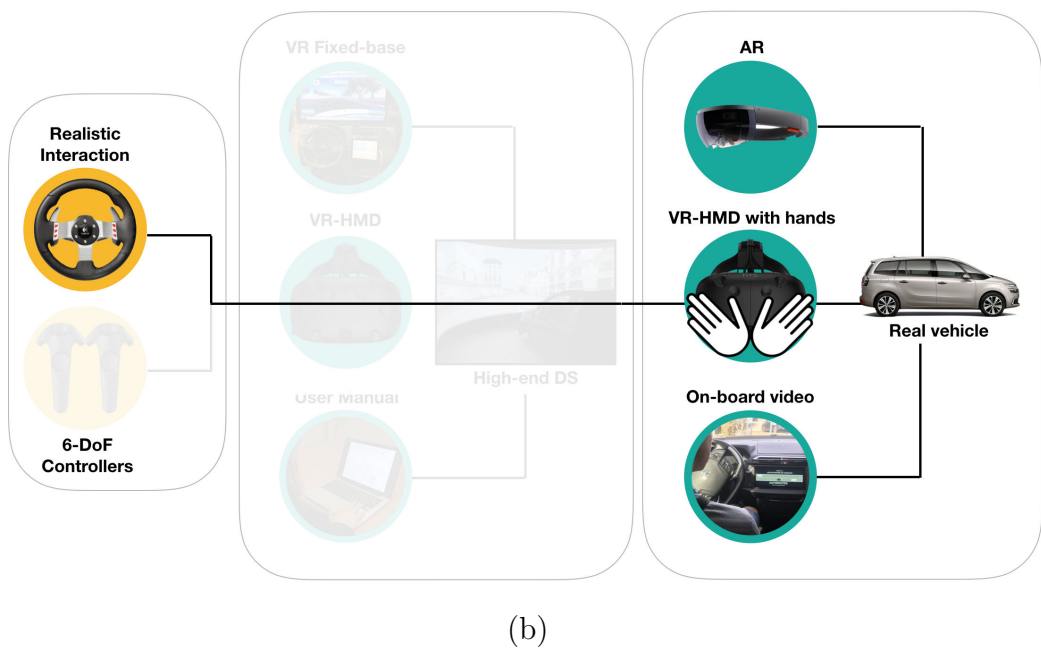 Realistic
Interaction
6-DoF
Controllers
VR Fixed-base
VR-HMD
High-end DS
User Manual
AR
VR-HMD with hands
Real vehicle
On-board video
(b)